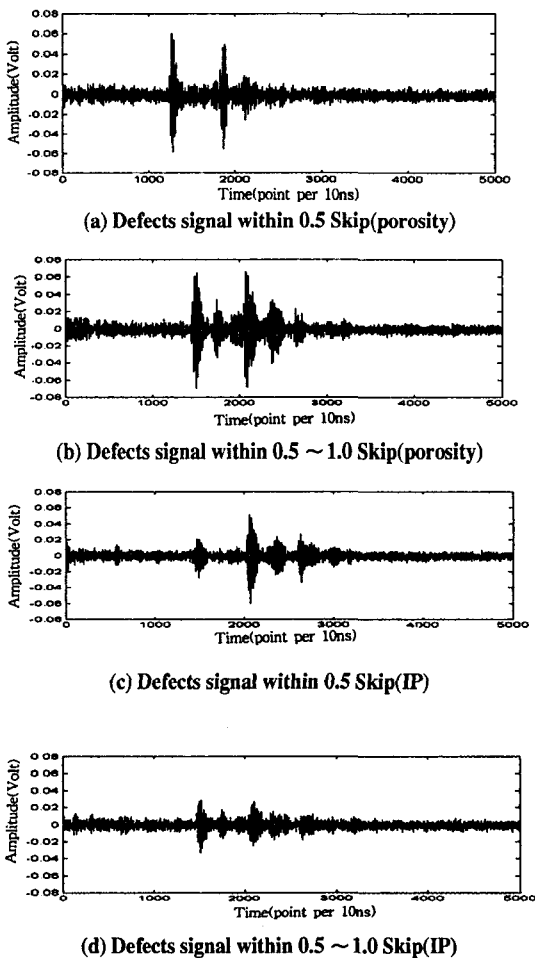 0.08
0.06
0.04
0.02
0
-0.02
-0.04
-0.06
-0.08
Amplitude(Volt)
0 1000 2000 3000 4000 5000
Time(point per 10ns)
(a) Defects signal within 0.5 Skip(porosity)
0.08
0.06
0.04
0.02
0
-0.02
-0.04
-0.06
-0.08
Amplitude(Volt)
0 1000 2000 3000 4000 5000
Time(point per 10ns)
(b) Defects signal within 0.5 ~ 1.0 Skip(porosity)
0.08
0.06
0.04
0.02
0
-0.02
-0.04
-0.06
-0.08
Amplitude(Volt)
0 1000 2000 3000 4000 5000
Time(point per 10ns)
(c) Defects signal within 0.5 Skip(IP)
0.08
0.06
0.04
0.02
0
-0.02
-0.04
-0.06
-0.08
Amplitude(Volt)
0 1000 2000 3000 4000 5000
Time(point per 10ns)
(d) Defects signal within 0.5 ~ 1.0 Skip(IP)